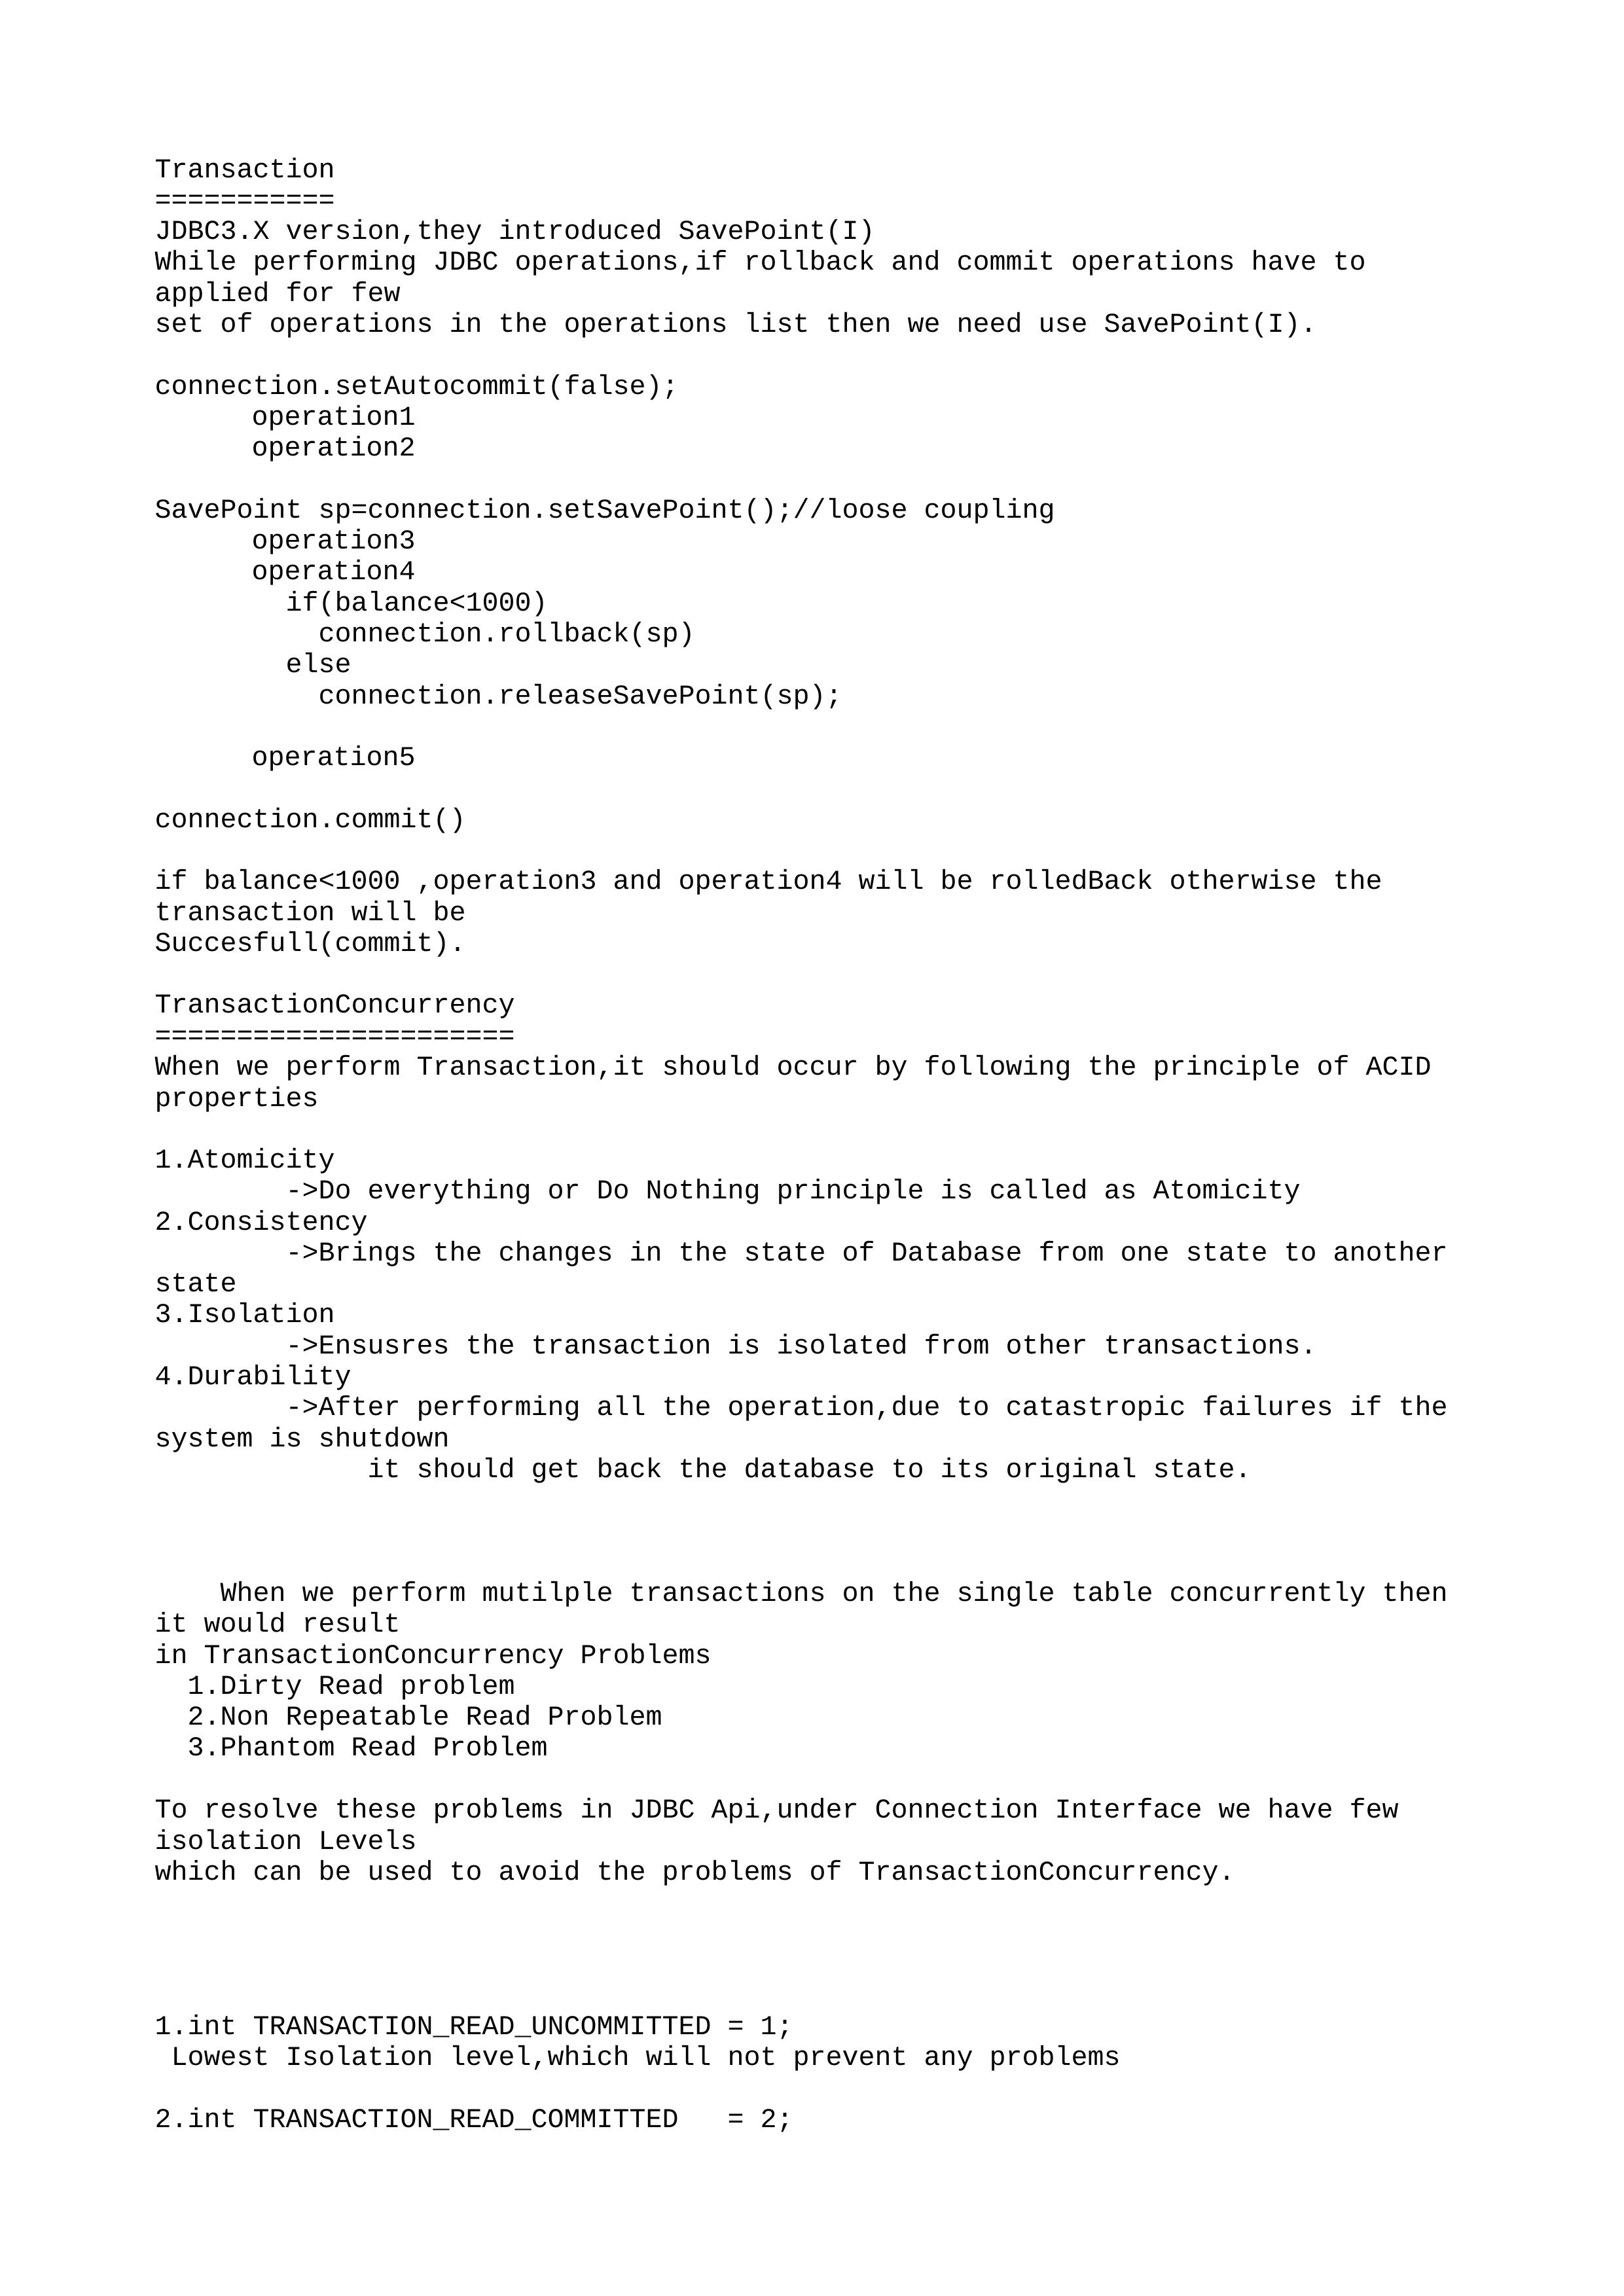 Transaction
===========
JDBC3.X version,they introduced SavePoint(I)
While performing JDBC operations,if rollback and commit operations have to
applied for few
set of operations in the operations list then we need use SavePoint(I).
connection.setAutocommit(false);
operation1
operation2
SavePoint sp=connection.setSavePoint();//loose coupling
operation3
operation4
if(balance<1000)
connection.rollback(sp)
else
connection.releaseSavePoint(sp);
operation5
connection.commit()
if balance<1000 ,operation3 and operation4 will be rolledBack otherwise the
transaction will be
Succesfull(commit).
TransactionConcurrency
======================
When we perform Transaction,it should occur by following the principle of ACID
properties
1.Atomicity
->Do everything or Do Nothing principle is called as Atomicity
2.Consistency
->Brings the changes in the state of Database from one state to another
state
3.Isolation
->Ensusres the transaction is isolated from other transactions.
4.Durability
->After performing all the operation,due to catastropic failures if the
system is shutdown
it should get back the database to its original state.
When we perform mutilple transactions on the single table concurrently then
it would result
in TransactionConcurrency Problems
1.Dirty Read problem
2.Non Repeatable Read Problem
3.Phantom Read Problem
To resolve these problems in JDBC Api,under Connection Interface we have few
isolation Levels
which can be used to avoid the problems of TransactionConcurrency.
1.int TRANSACTION_READ_UNCOMMITTED = 1;
Lowest Isolation level,which will not prevent any problems
2.int TRANSACTION_READ_COMMITTED   = 2;